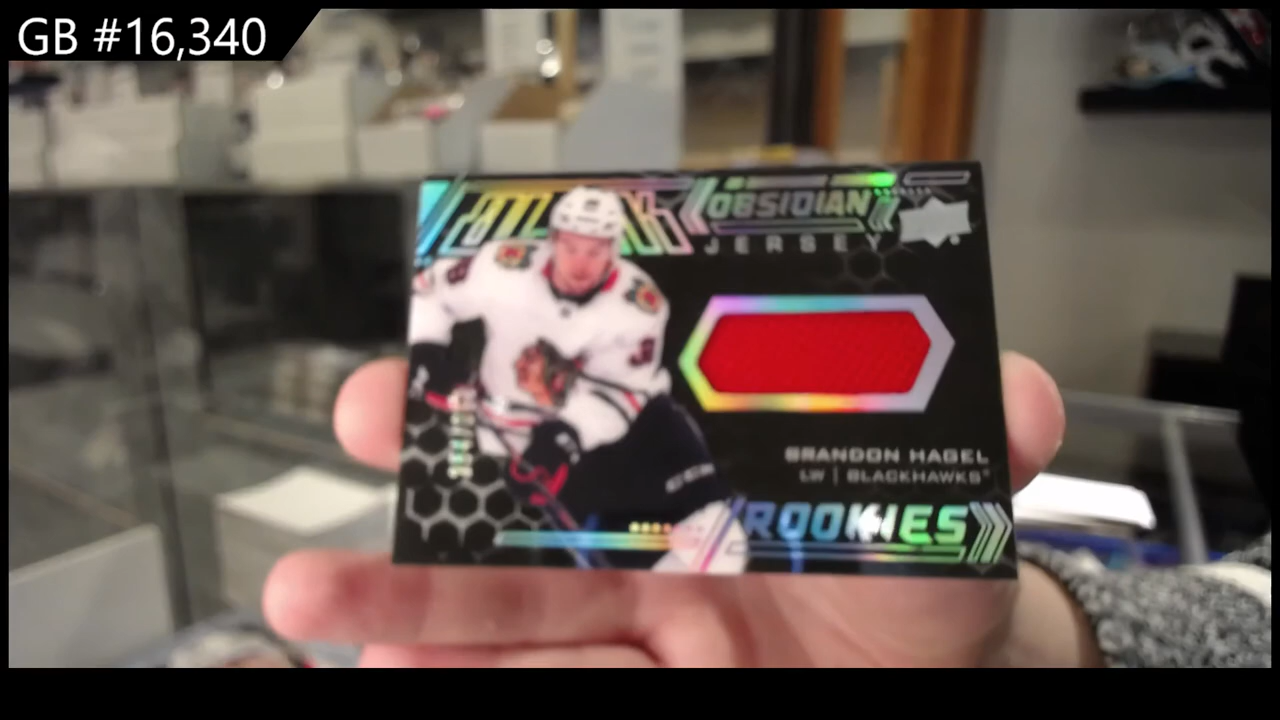 GB #16,340
OBSIDIAN
JERSEY
BRANDON HAGEL
LW | BLACKHAWKS
ROOKIES